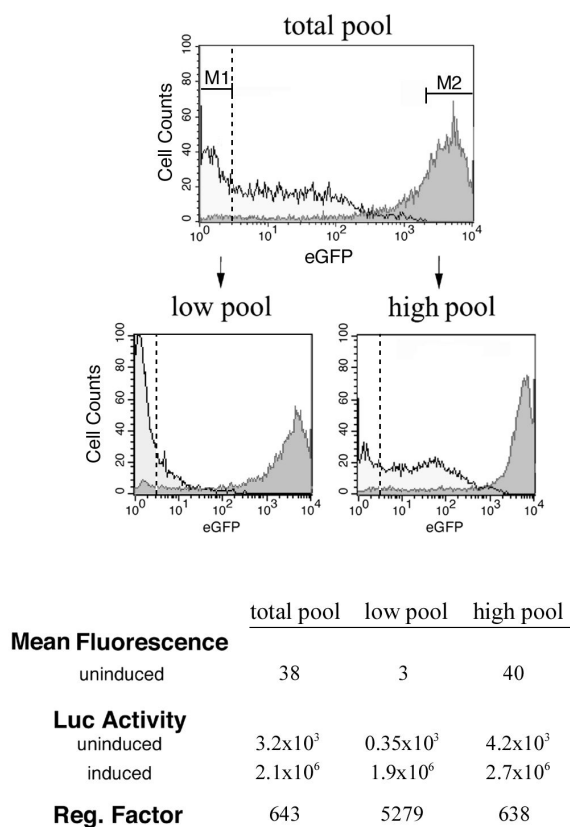 total pool
100
80
60
40
20
0
Cell Counts
M1
M2
10⁰ 10¹ 10² 10³ 10⁴
eGFP
low pool high pool
100 100
80 80
60 60
40 40
20 20
0 0
Cell Counts
10⁰ 10¹ 10² 10³ 10⁴ 10⁰ 10¹ 10² 10³ 10⁴
eGFP eGFP
total pool low pool high pool
Mean Fluorescence
uninduced 38 3 40
Luc Activity
uninduced 3.2x10³ 0.35x10³ 4.2x10³
induced 2.1x10⁶ 1.9x10⁶ 2.7x10⁶
Reg. Factor 643 5279 638